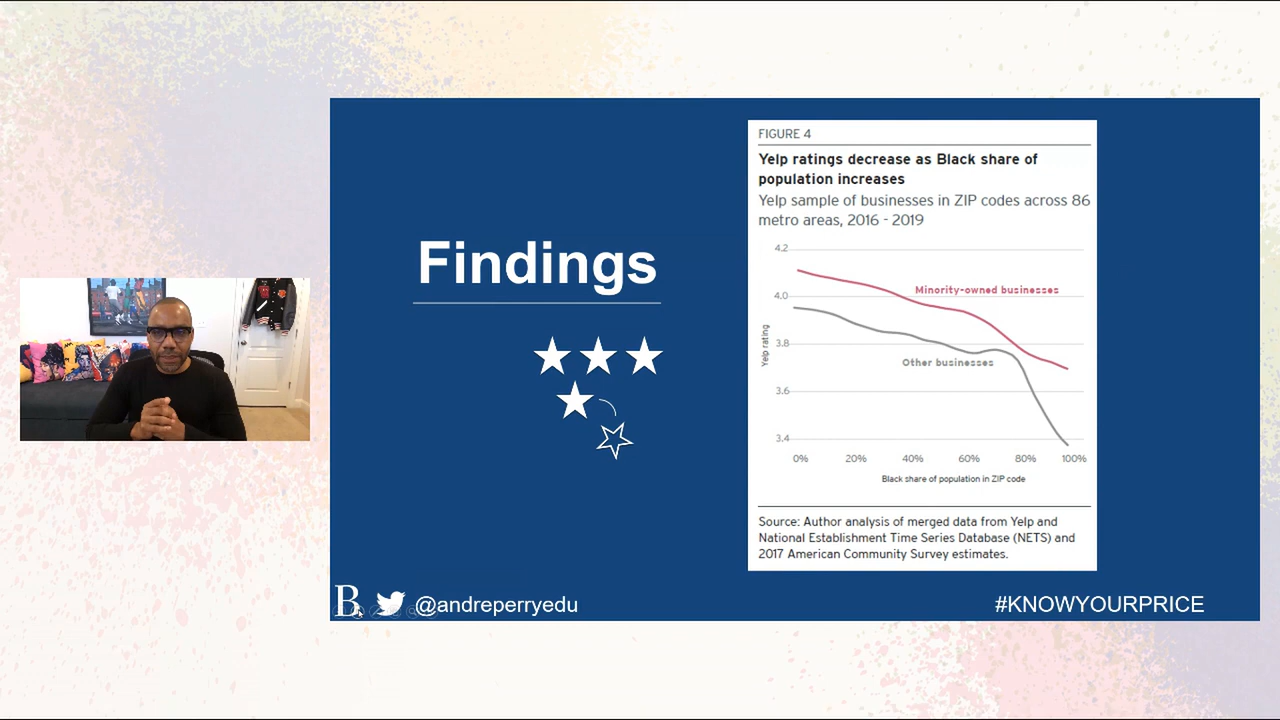 FIGURE 4
Yelp ratings decrease as Black share of
population increases
Yelp sample of businesses in ZIP codes across 86
metro areas, 2016 - 2019
Findings
4.2
Minority-owned businesses
4.0
Yelp rating
3.8
Other businesses
3.6
3.4
0% 20% 40% 60% 80% 100%
Black share of population in ZIP code
Source: Author analysis of merged data from Yelp and
National Establishment Time Series Database (NETS) and
2017 American Community Survey estimates.
B @andreperryedu
#KNOWYOURPRICE